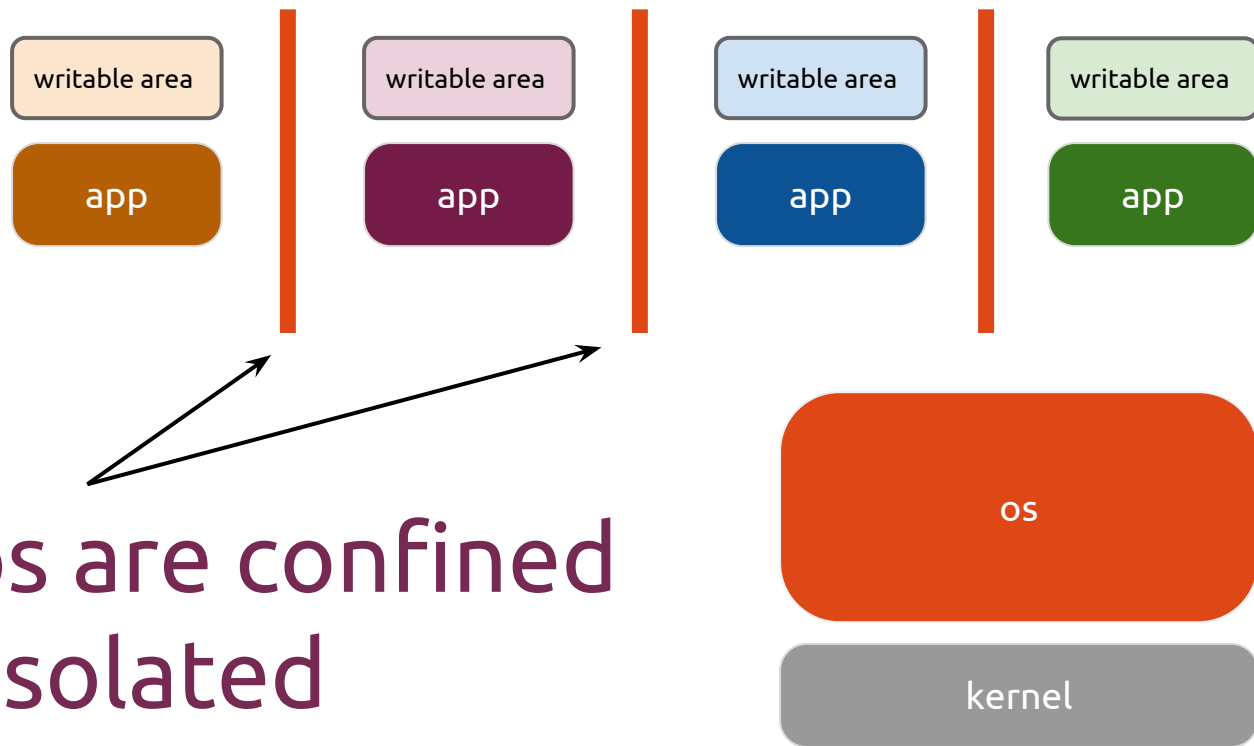 writable area writable area writable area writable area
app app app app
os
os are confined
solated
kernel